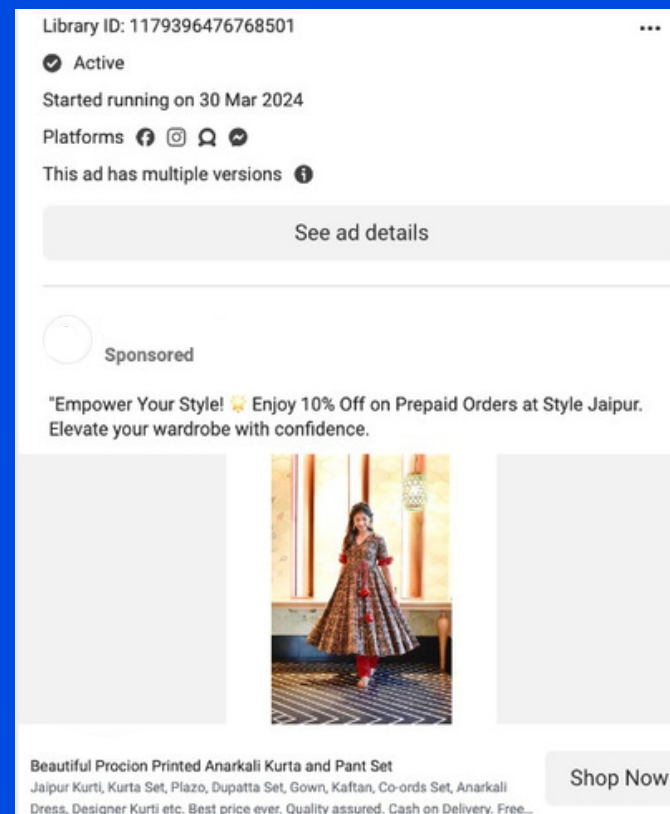 Library ID: 1179396476768501
Active
Started running on 30 Mar 2024
Platforms
This ad has multiple versions
See ad details
Sponsored
"Empower Your Style! 🌟 Enjoy 10% Off on Prepaid Orders at Style Jaipur.
Elevate your wardrobe with confidence.
Beautiful Procion Printed Anarkali Kurta and Pant Set
Jaipur Kurti, Kurta Set, Plazo, Dupatta Set, Gown, Kaftan, Co-ords Set, Anarkali
Dress, Designer Kurti etc. Best price ever. Quality assured. Cash on Delivery. Free...
Shop Now